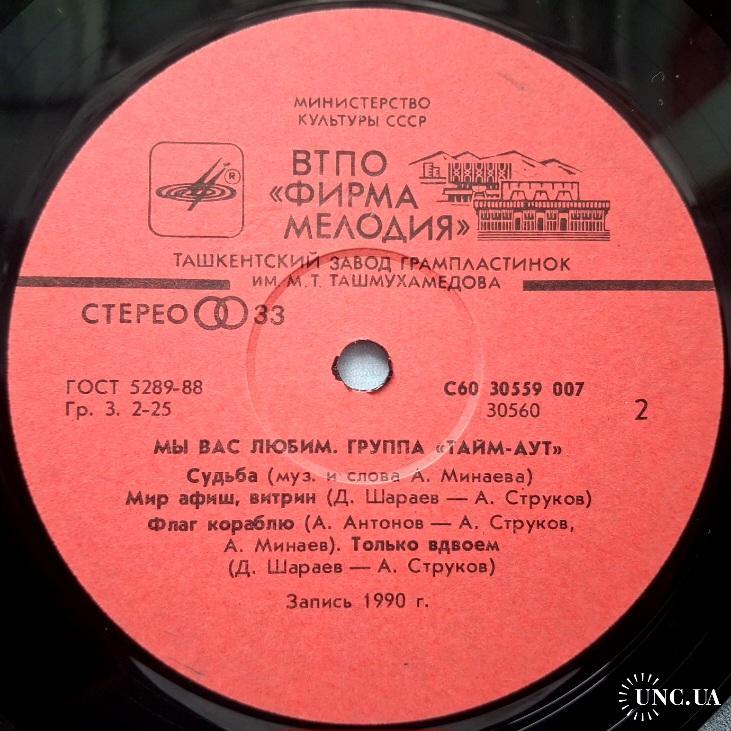 МИНИСТЕРСТВО
КУЛЬТУРЫ СССР
®
ВТПО
«ФИРМА
МЕЛОДИЯ»
ТАШКЕНТСКИЙ ЗАВОД ГРАМПЛАСТИНОК
ИМ. М. Т. ТАШМУХАМЕДОВА
СТЕРЕО 33
ГОСТ 5289-88
Гр. 3. 2-25
С60 30559 007
30560
2
МЫ ВАС ЛЮБИМ. ГРУППА «ТАЙМ-АУТ»
Судьба (муз. и слова А. Минаева)
Мир афиш, витрин (Д. Шараев — А. Струков)
Флаг кораблю (А. Антонов — А. Струков,
А. Минаев). Только вдвоем
(Д. Шараев — А. Струков)
Запись 1990 г.
UNC.UA